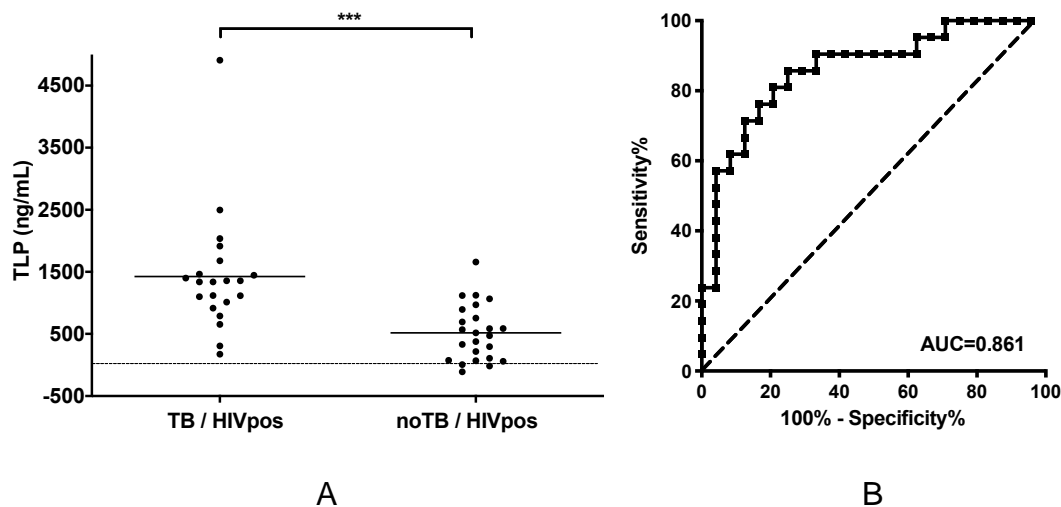 ***
TLP (ng/mL)
4500
3500
2500
1500
500
-500
TB / HIVpos
noTB / HIVpos
A
Sensitivity%
100
80
60
40
20
0
AUC=0.861
0
20
40
60
80
100
100% - Specificity%
B